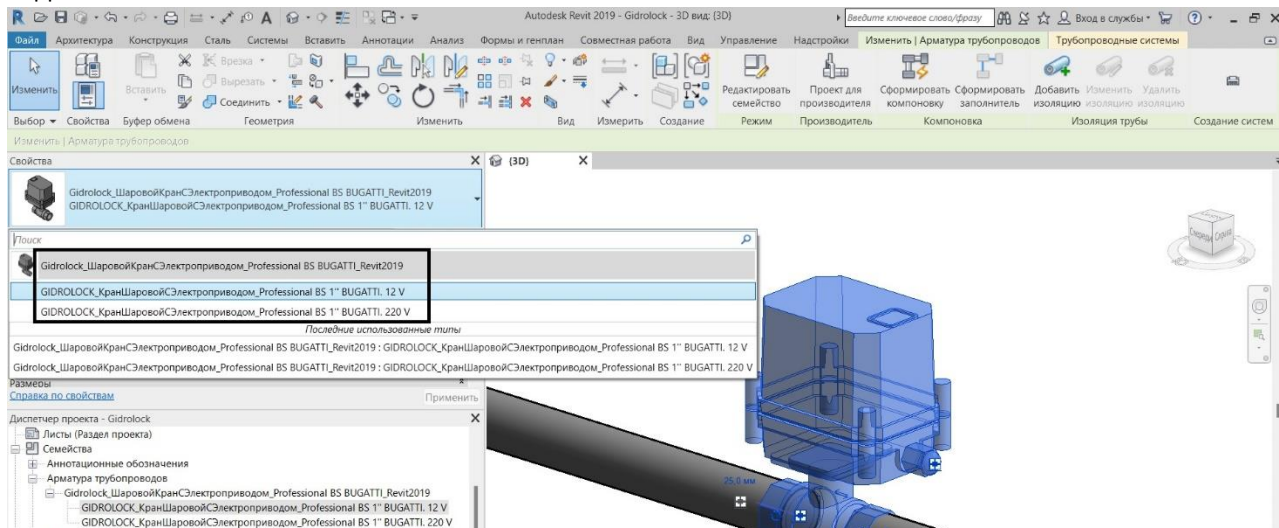 Autodesk Revit 2019 - Gidrolock - 3D вид: {3D}
Введите ключевое слово/фразу
Вход в службы
Файл Архитектура Конструкция Сталь Системы Вставить Аннотации Анализ Формы и генплан Совместная работа Вид Управление Надстройки Изменить | Арматура трубопроводов Трубопроводные системы
Изменить
Вставить
Врезка
Вырезать
Соединить
Редактировать семейство
Проект для производителя
Сформировать компоновку
Сформировать заполнитель
Добавить изоляцию
Изменить изоляцию
Удалить изоляцию
Выбор Свойства Буфер обмена Геометрия Изменить Вид Измерить Создание Режим Производитель Компоновка Изоляция трубы Создание систем
Изменить | Арматура трубопроводов
Свойства
{3D}
Gidrolock_ШаровойКранСЭлектроприводом_Professional BS BUGATTI_Revit2019
GIDROLOCK_КранШаровойСЭлектроприводом_Professional BS 1" BUGATTI. 12 V
Поиск
Gidrolock_ШаровойКранСЭлектроприводом_Professional BS BUGATTI_Revit2019
GIDROLOCK_КранШаровойСЭлектроприводом_Professional BS 1" BUGATTI. 12 V
GIDROLOCK_КранШаровойСЭлектроприводом_Professional BS 1" BUGATTI. 220 V
Последние использованные типы
Gidrolock_ШаровойКранСЭлектроприводом_Professional BS BUGATTI_Revit2019 : GIDROLOCK_КранШаровойСЭлектроприводом_Professional BS 1" BUGATTI. 12 V
Gidrolock_ШаровойКранСЭлектроприводом_Professional BS BUGATTI_Revit2019 : GIDROLOCK_КранШаровойСЭлектроприводом_Professional BS 1" BUGATTI. 220 V
Размеры
Справка по свойствам
Применить
Диспетчер проекта - Gidrolock
Листы (Раздел проекта)
Семейства
Аннотационные обозначения
Арматура трубопроводов
Gidrolock_ШаровойКранСЭлектроприводом_Professional BS BUGATTI_Revit2019
GIDROLOCK_КранШаровойСЭлектроприводом_Professional BS 1" BUGATTI. 12 V
GIDROLOCK_КранШаровойСЭлектроприводом_Professional BS 1" BUGATTI. 220 V
25,0 мм